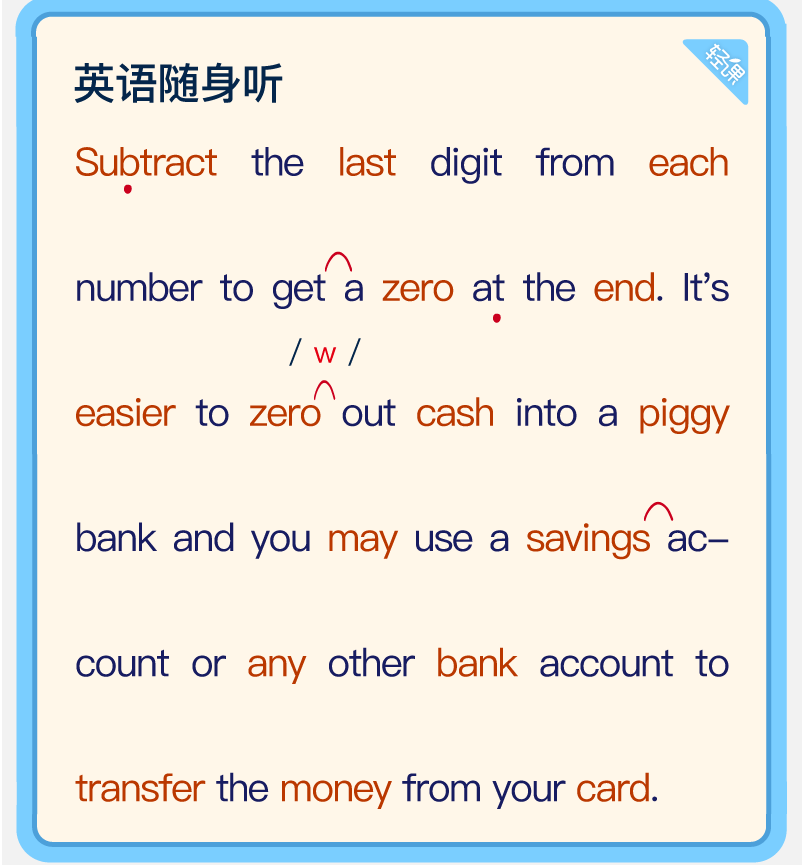 英语随身听
轻课
Subtract the last digit from each
number to get a zero at the end. It’s
/ w /
easier to zero out cash into a piggy
bank and you may use a savings ac–
count or any other bank account to
transfer the money from your card.